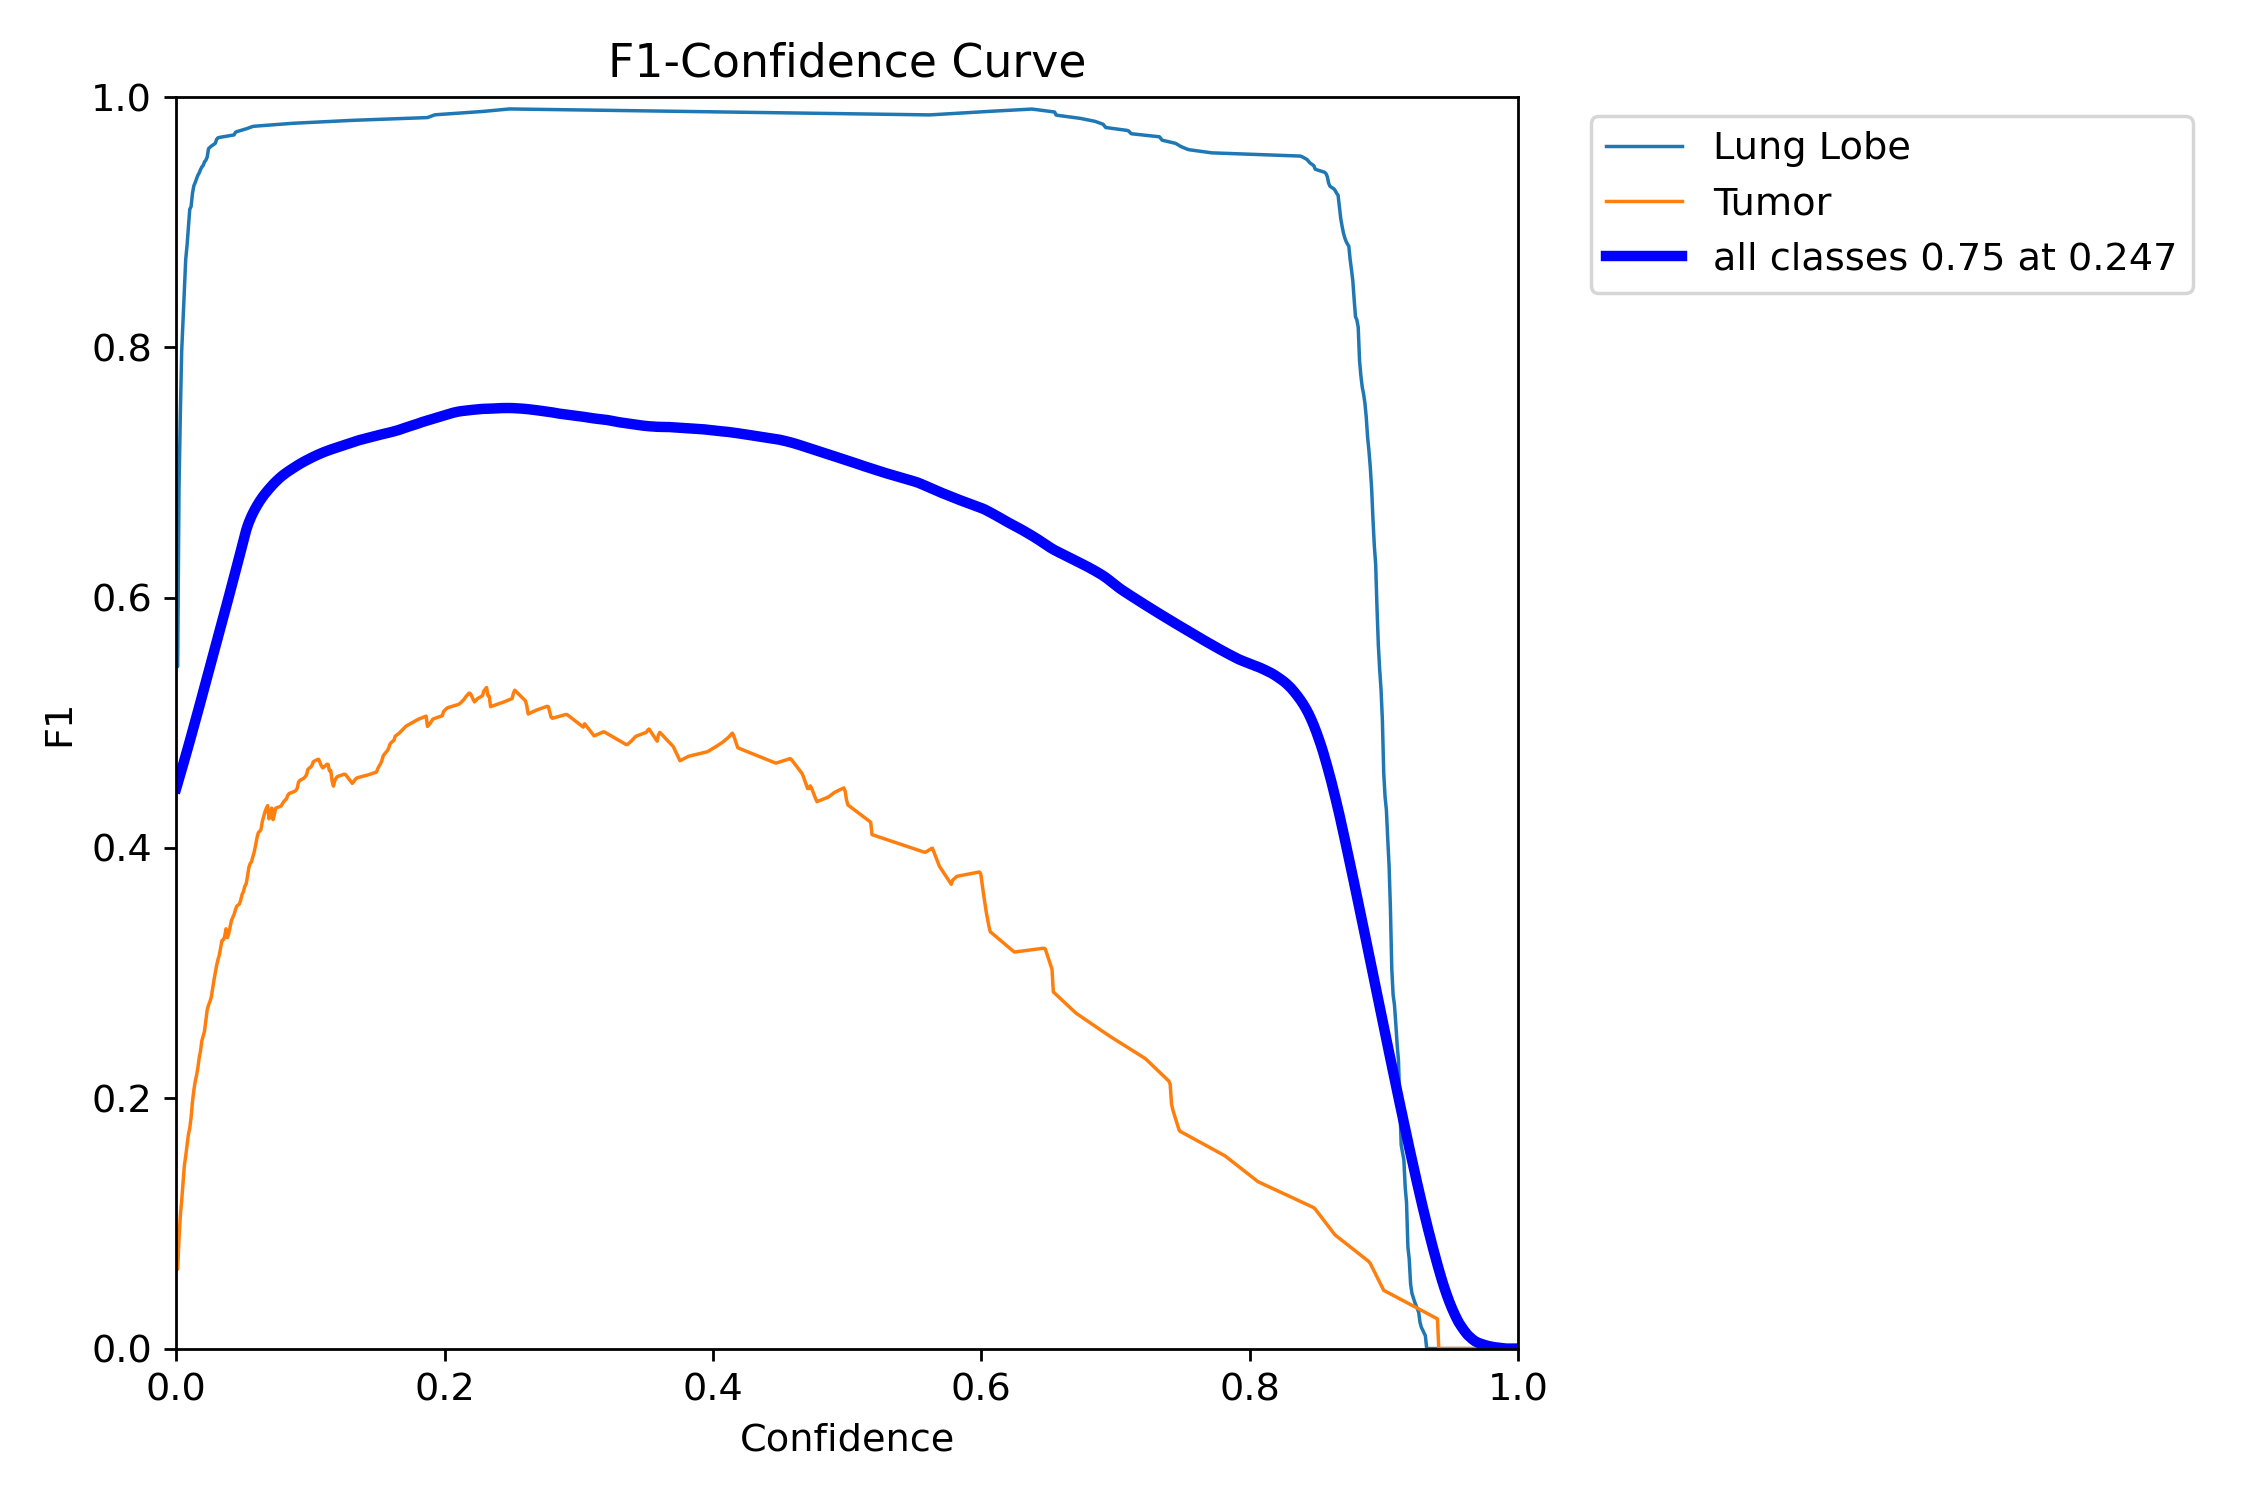 F1-Confidence Curve
1.0
0.8
0.6
0.4
0.2
0.0
F1
0.0 0.2 0.4 0.6 0.8 1.0
Confidence
Lung Lobe
Tumor
all classes 0.75 at 0.247